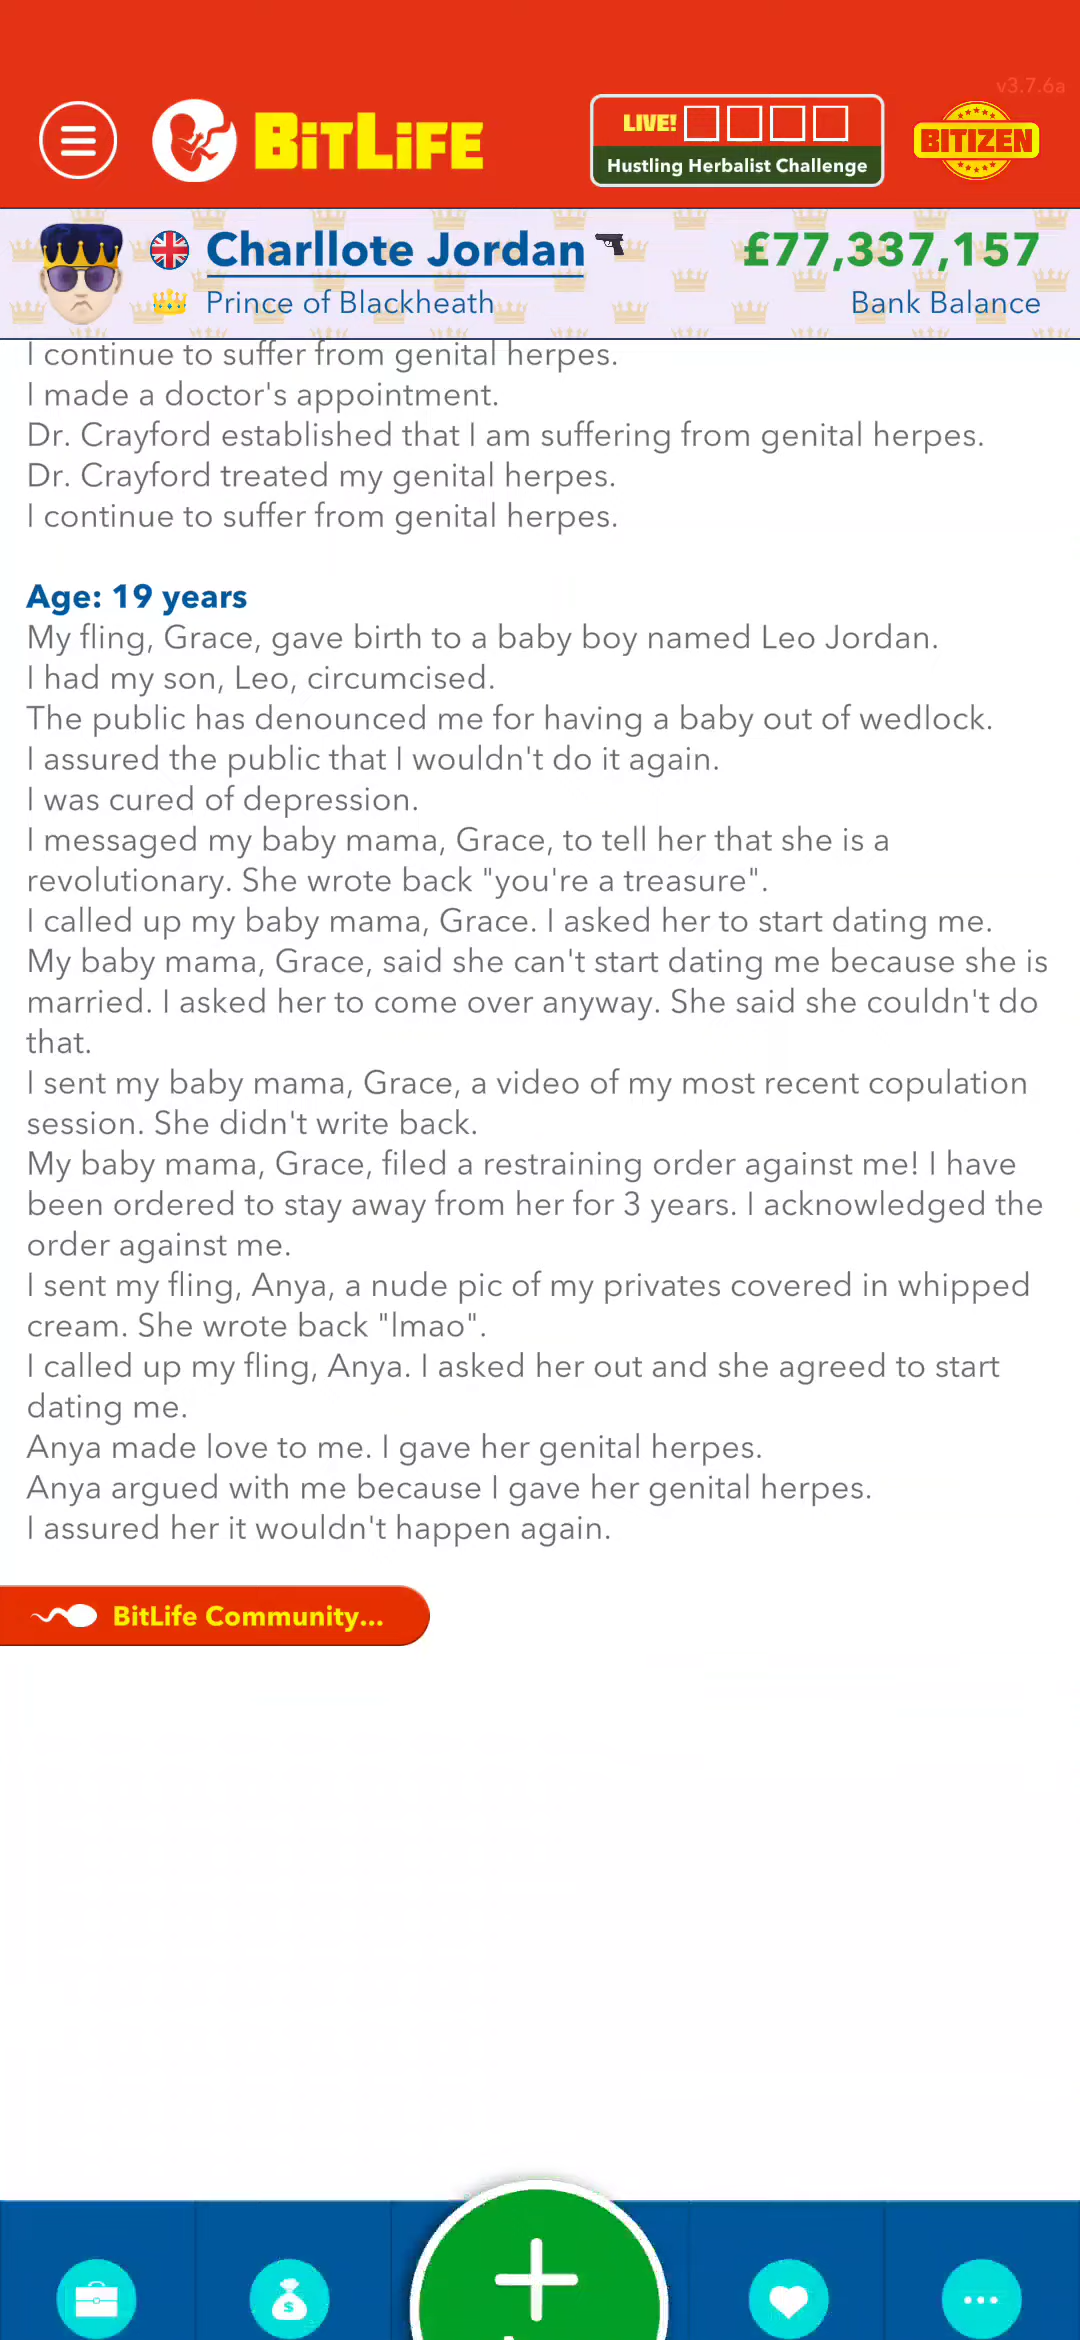 v3.7.6a
BITLIFE
LIVE!
Hustling Herbalist Challenge
BITIZEN
Charllote Jordan
£77,337,157
Prince of Blackheath
Bank Balance
I continue to suffer from genital herpes.
I made a doctor's appointment.
Dr. Crayford established that I am suffering from genital herpes.
Dr. Crayford treated my genital herpes.
I continue to suffer from genital herpes.
Age: 19 years
My fling, Grace, gave birth to a baby boy named Leo Jordan.
I had my son, Leo, circumcised.
The public has denounced me for having a baby out of wedlock.
I assured the public that I wouldn't do it again.
I was cured of depression.
I messaged my baby mama, Grace, to tell her that she is a
revolutionary. She wrote back "you're a treasure".
I called up my baby mama, Grace. I asked her to start dating me.
My baby mama, Grace, said she can't start dating me because she is
married. I asked her to come over anyway. She said she couldn't do
that.
I sent my baby mama, Grace, a video of my most recent copulation
session. She didn't write back.
My baby mama, Grace, filed a restraining order against me! I have
been ordered to stay away from her for 3 years. I acknowledged the
order against me.
I sent my fling, Anya, a nude pic of my privates covered in whipped
cream. She wrote back "lmao".
I called up my fling, Anya. I asked her out and she agreed to start
dating me.
Anya made love to me. I gave her genital herpes.
Anya argued with me because I gave her genital herpes.
I assured her it wouldn't happen again.
BitLife Community...